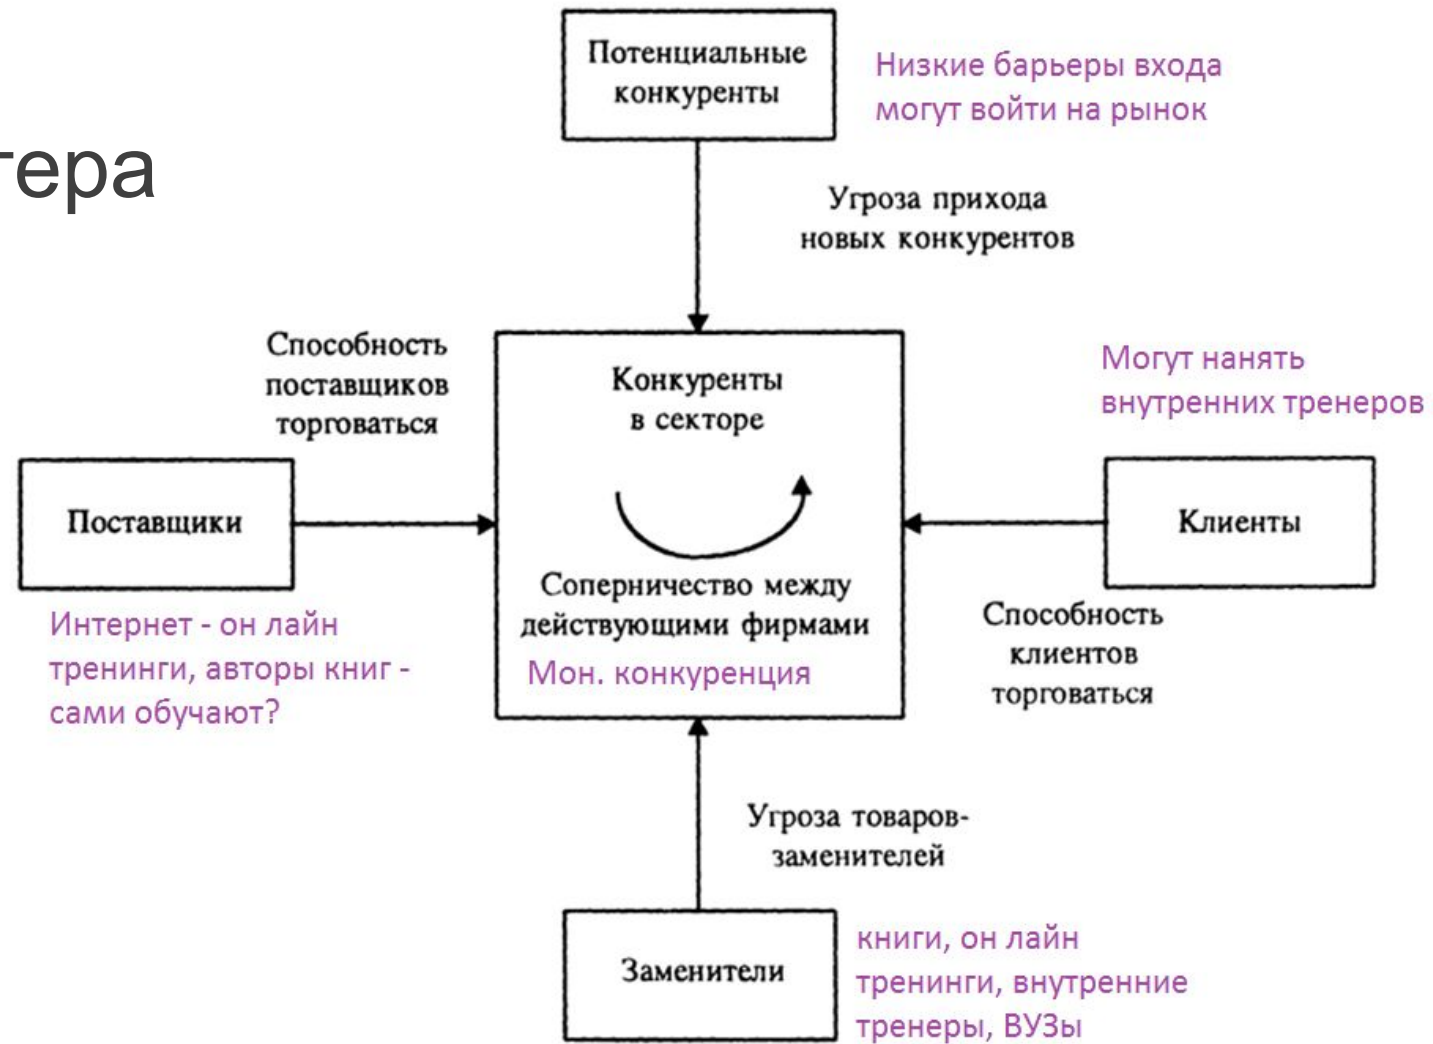 Потенциальные
конкуренты
Низкие барьеры входа
могут войти на рынок
тера
Угроза прихода
новых конкурентов
Способность
поставщиков
торговаться
Конкуренты
в секторе
Могут нанять
внутренних тренеров
Поставщики
Клиенты
Соперничество между
действующими фирмами
Мон. конкуренция
Интернет - он лайн
тренинги, авторы книг -
сами обучают?
Способность
клиентов
торговаться
Угроза товаров-
заменителей
Заменители
книги, он лайн
тренинги, внутренние
тренеры, ВУЗы